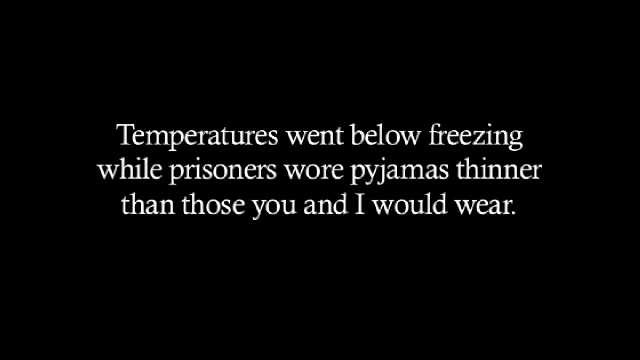 Temperatures went below freezing
while prisoners wore pyjamas thinner
than those you and I would wear.